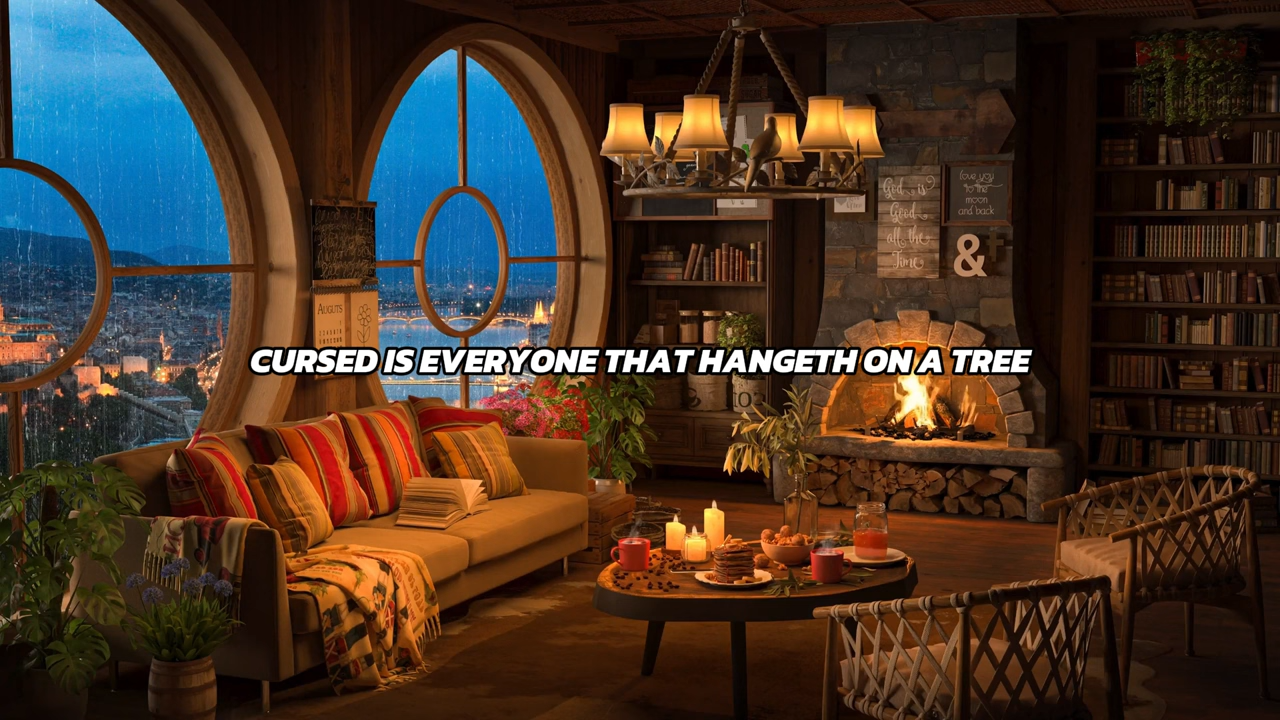 God is
Good
all the
Time
love you
to the
moon
and back
&
AUGUTS
CURSED IS EVERYONE THAT HANGETH ON A TREE